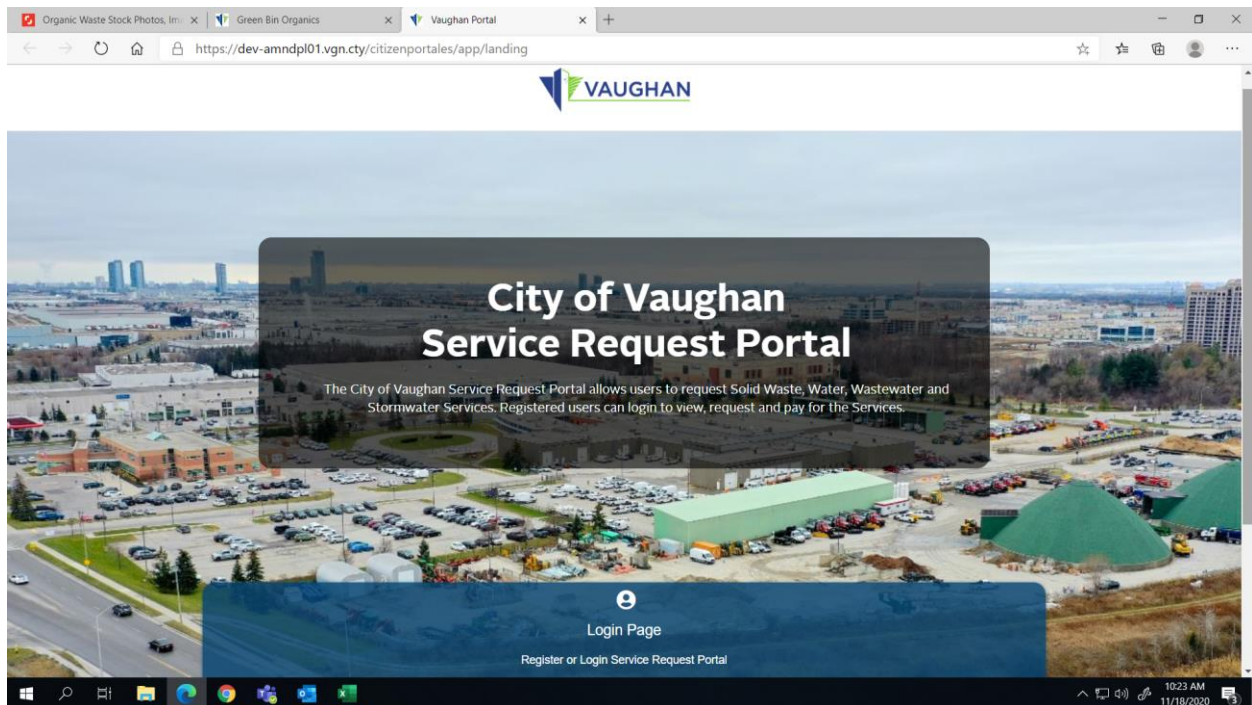 Organic Waste Stock Photos, Im
Green Bin Organics
Vaughan Portal
https://dev-amndpl01.vgn.cty/citizenportales/app/landing
VAUGHAN
City of Vaughan
Service Request Portal
The City of Vaughan Service Request Portal allows users to request Solid Waste, Water, Wastewater and
Stormwater Services. Registered users can login to view, request and pay for the Services.
Login Page
Register or Login Service Request Portal
10:23 AM
11/18/2020
3